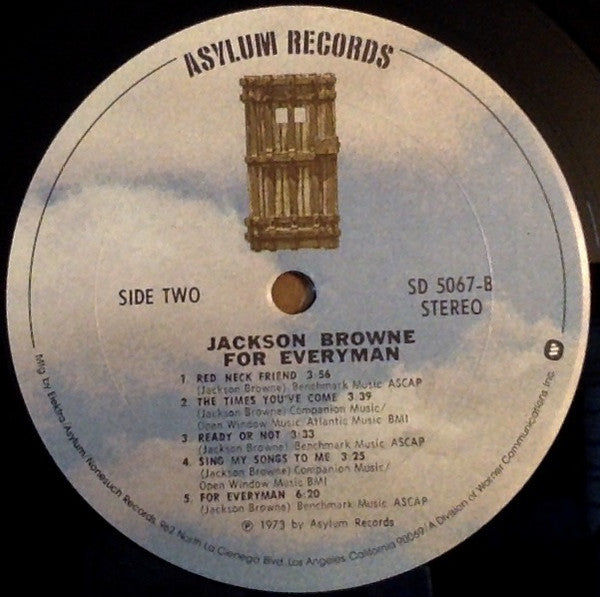 ASYLUM RECORDS
SIDE TWO
SD 5067-B
STEREO
JACKSON BROWNE
FOR EVERYMAN
1. RED NECK FRIEND 3:56
(Jackson Browne) Benchmark Music ASCAP
2. THE TIMES YOU'VE COME 3:39
(Jackson Browne) Companion Music/
Open Window Music/Atlantic Music BMI
3. READY OR NOT 3:33
(Jackson Browne) Benchmark Music ASCAP
4. SING MY SONGS TO ME 3:25
(Jackson Browne) Companion Music/
Open Window Music BMI
5. FOR EVERYMAN 6:20
(Jackson Browne) Benchmark Music ASCAP
℗ 1973 by Asylum Records
Mfg. by Elektra/Asylum/Nonesuch Records, 962 North La Cienega Blvd., Los Angeles, California 90069/A Division of Warner Communications Inc.